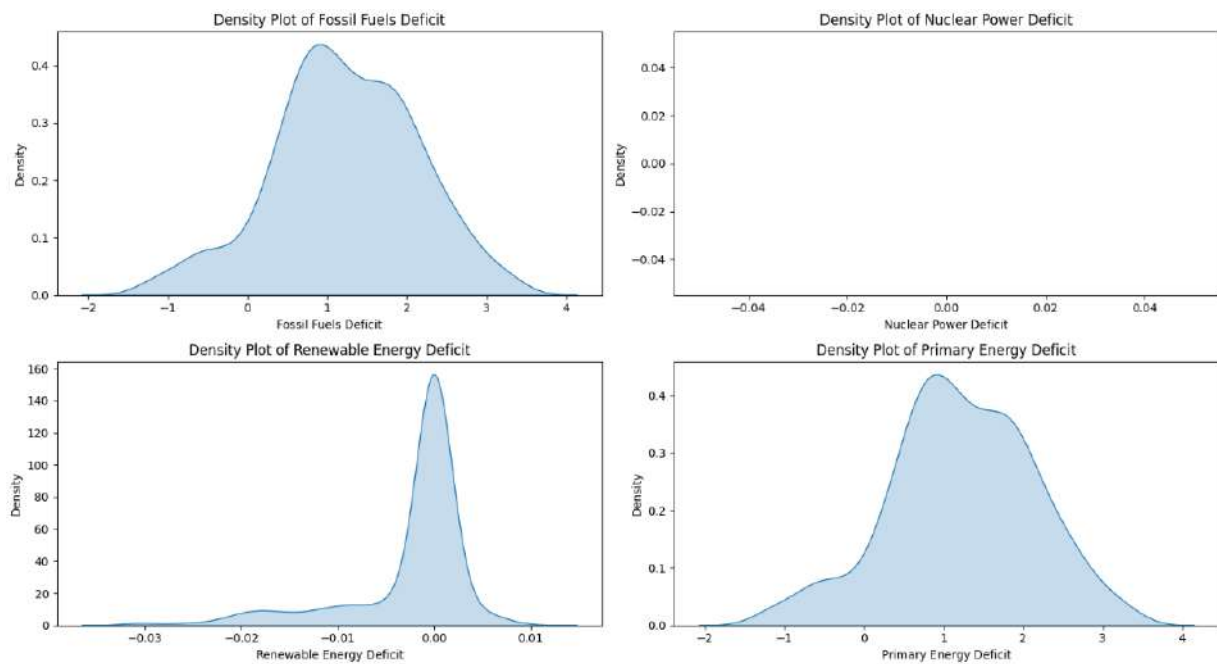 Density Plot of Fossil Fuels Deficit
Density
0.4
0.3
0.2
0.1
0.0
−2 −1 0 1 2 3 4
Fossil Fuels Deficit
Density Plot of Nuclear Power Deficit
Density
0.04
0.02
0.00
−0.02
−0.04
−0.04 −0.02 0.00 0.02 0.04
Nuclear Power Deficit
Density Plot of Renewable Energy Deficit
Density
160
140
120
100
80
60
40
20
0
−0.03 −0.02 −0.01 0.00 0.01
Renewable Energy Deficit
Density Plot of Primary Energy Deficit
Density
0.4
0.3
0.2
0.1
0.0
−2 −1 0 1 2 3 4
Primary Energy Deficit